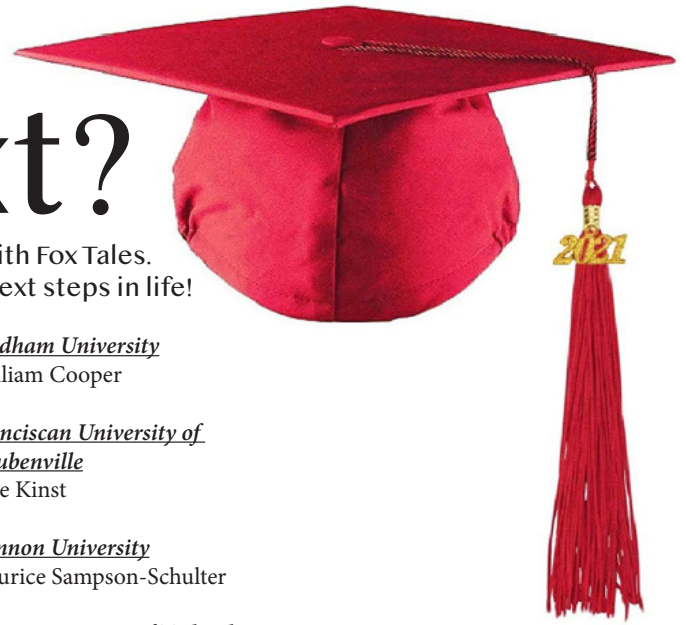 xt?
ith Fox Tales.
ext steps in life!
dham University
liam Cooper
nciscan University of
ubenville
e Kinst
nnon University
urice Sampson-Schulter
2021